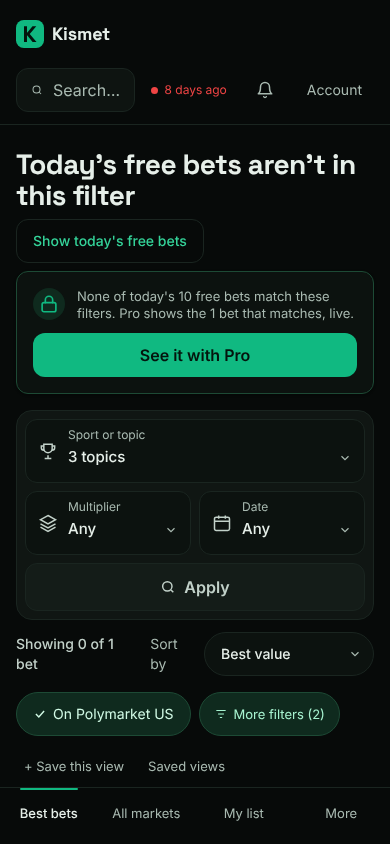 K Kismet
Search...
8 days ago
Account
Today's free bets aren't in
this filter
Show today's free bets
None of today's 10 free bets match these
filters. Pro shows the 1 bet that matches, live.
See it with Pro
Sport or topic
3 topics
Multiplier
Any
Date
Any
Apply
Showing 0 of 1
bet
Sort
by
Best value
On Polymarket US
More filters (2)
+ Save this view
Saved views
Best bets
All markets
My list
More